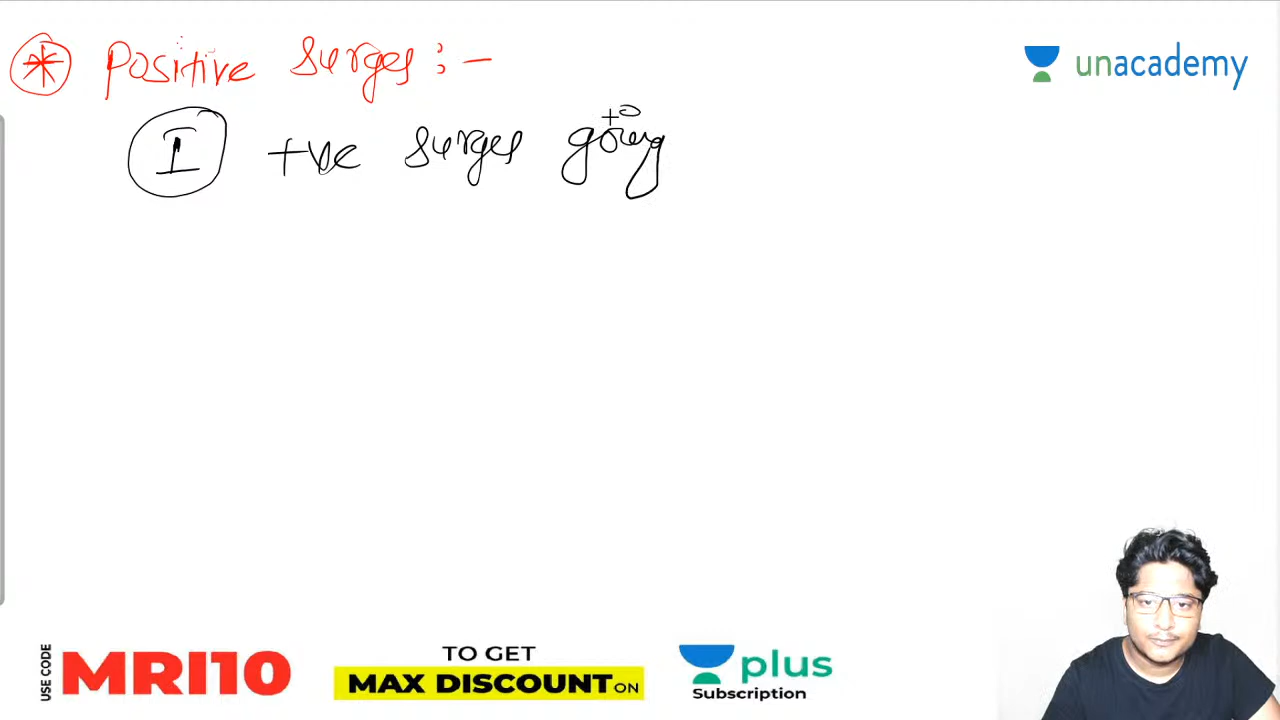 * Positive surges :-
unacademy
I +ve surges going
USE CODE
MRI10
TO GET
MAX DISCOUNT ON
plus
Subscription